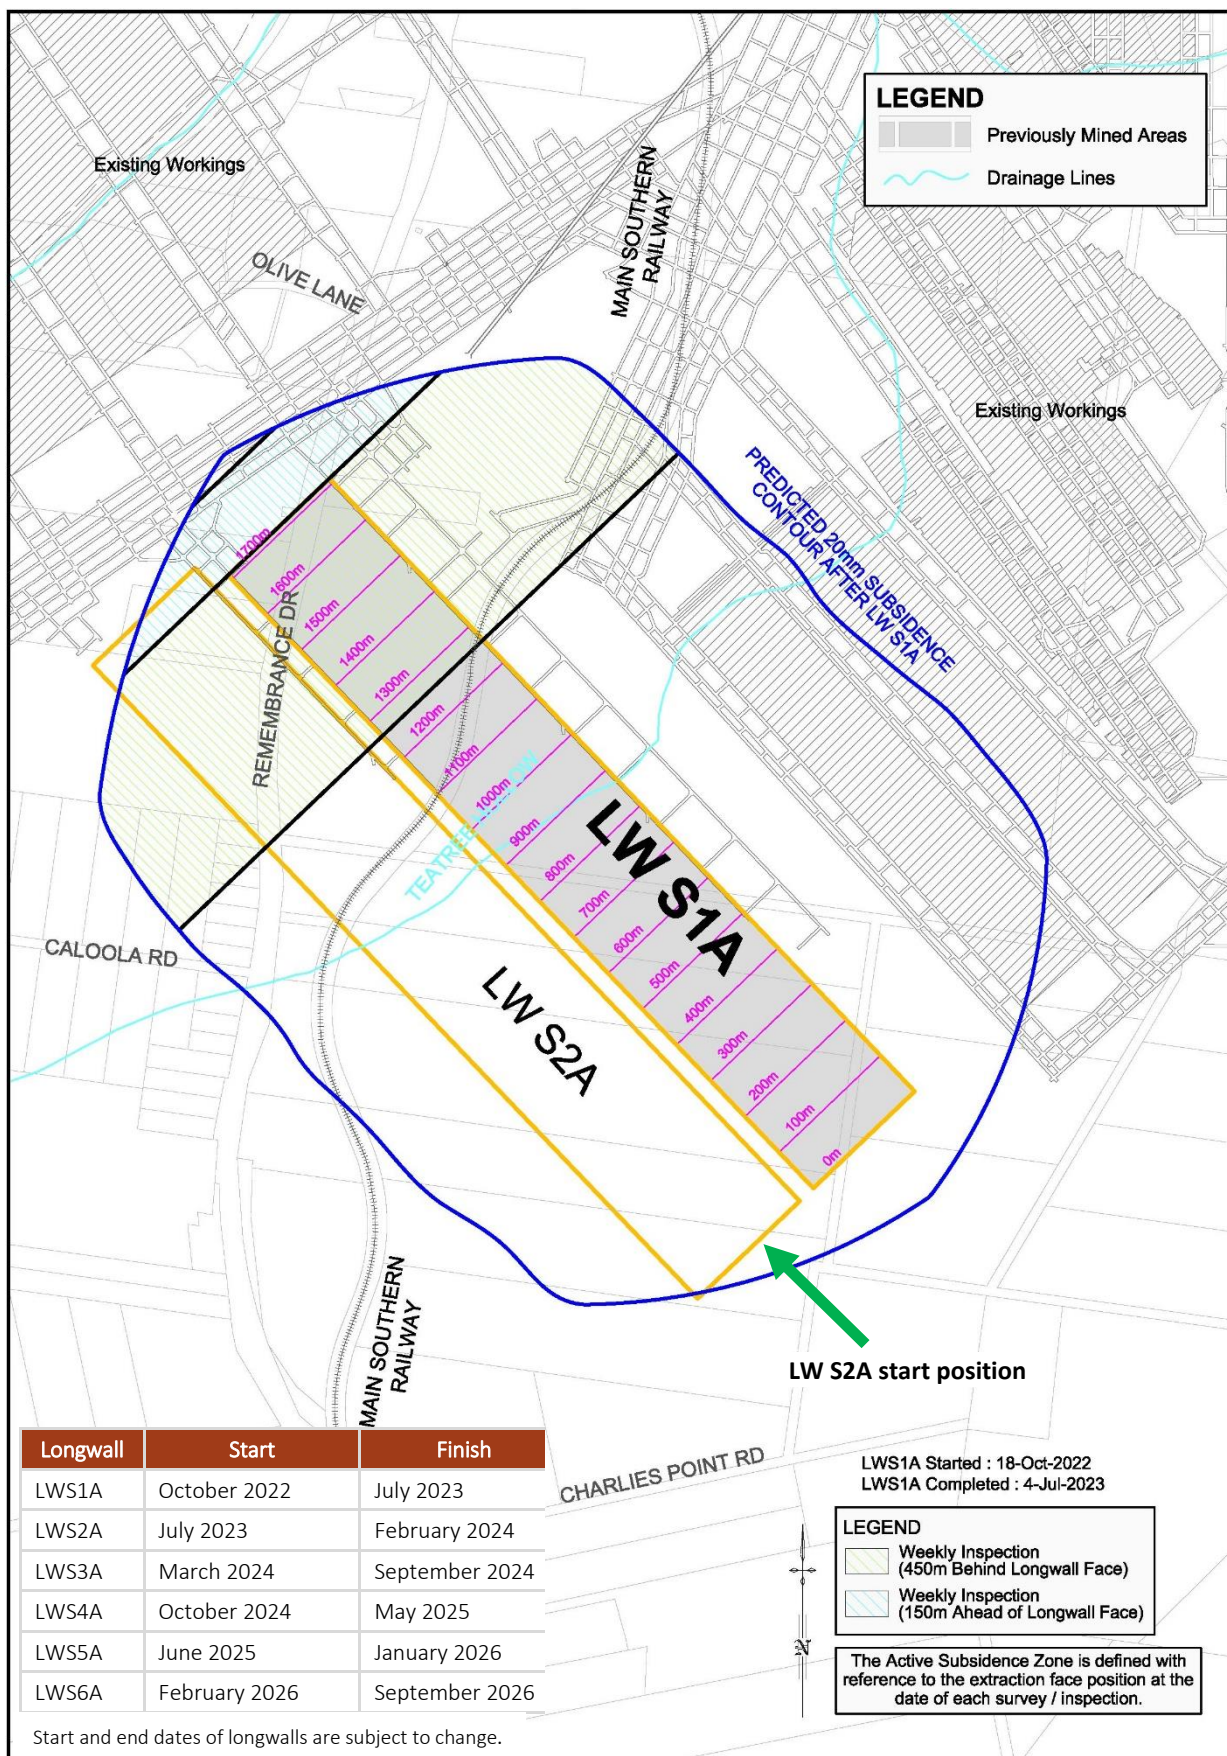 LEGEND
Previously Mined Areas
Drainage Lines
Existing Workings
OLIVE LANE
MAIN SOUTHERN
RAILWAY
Existing Workings
PREDICTED 20mm SUBSIDENCE
CONTOUR AFTER LW S1A
1700m
1600m
1500m
1400m
1300m
1200m
1100m
1000m
900m
800m
700m
600m
500m
400m
300m
200m
100m
0m
REMEMBRANCE DR
LW S1A
CALOOLA RD
LW S2A
LW S2A start position
MAIN SOUTHERN
RAILWAY
CHARLIES POINT RD
Longwall Start Finish
LWS1A October 2022 July 2023
LWS2A July 2023 February 2024
LWS3A March 2024 September 2024
LWS4A October 2024 May 2025
LWS5A June 2025 January 2026
LWS6A February 2026 September 2026
Start and end dates of longwalls are subject to change.
LWS1A Started : 18-Oct-2022
LWS1A Completed : 4-Jul-2023
LEGEND
Weekly Inspection
(450m Behind Longwall Face)
Weekly Inspection
(150m Ahead of Longwall Face)
N
The Active Subsidence Zone is defined with
reference to the extraction face position at the
date of each survey / inspection.